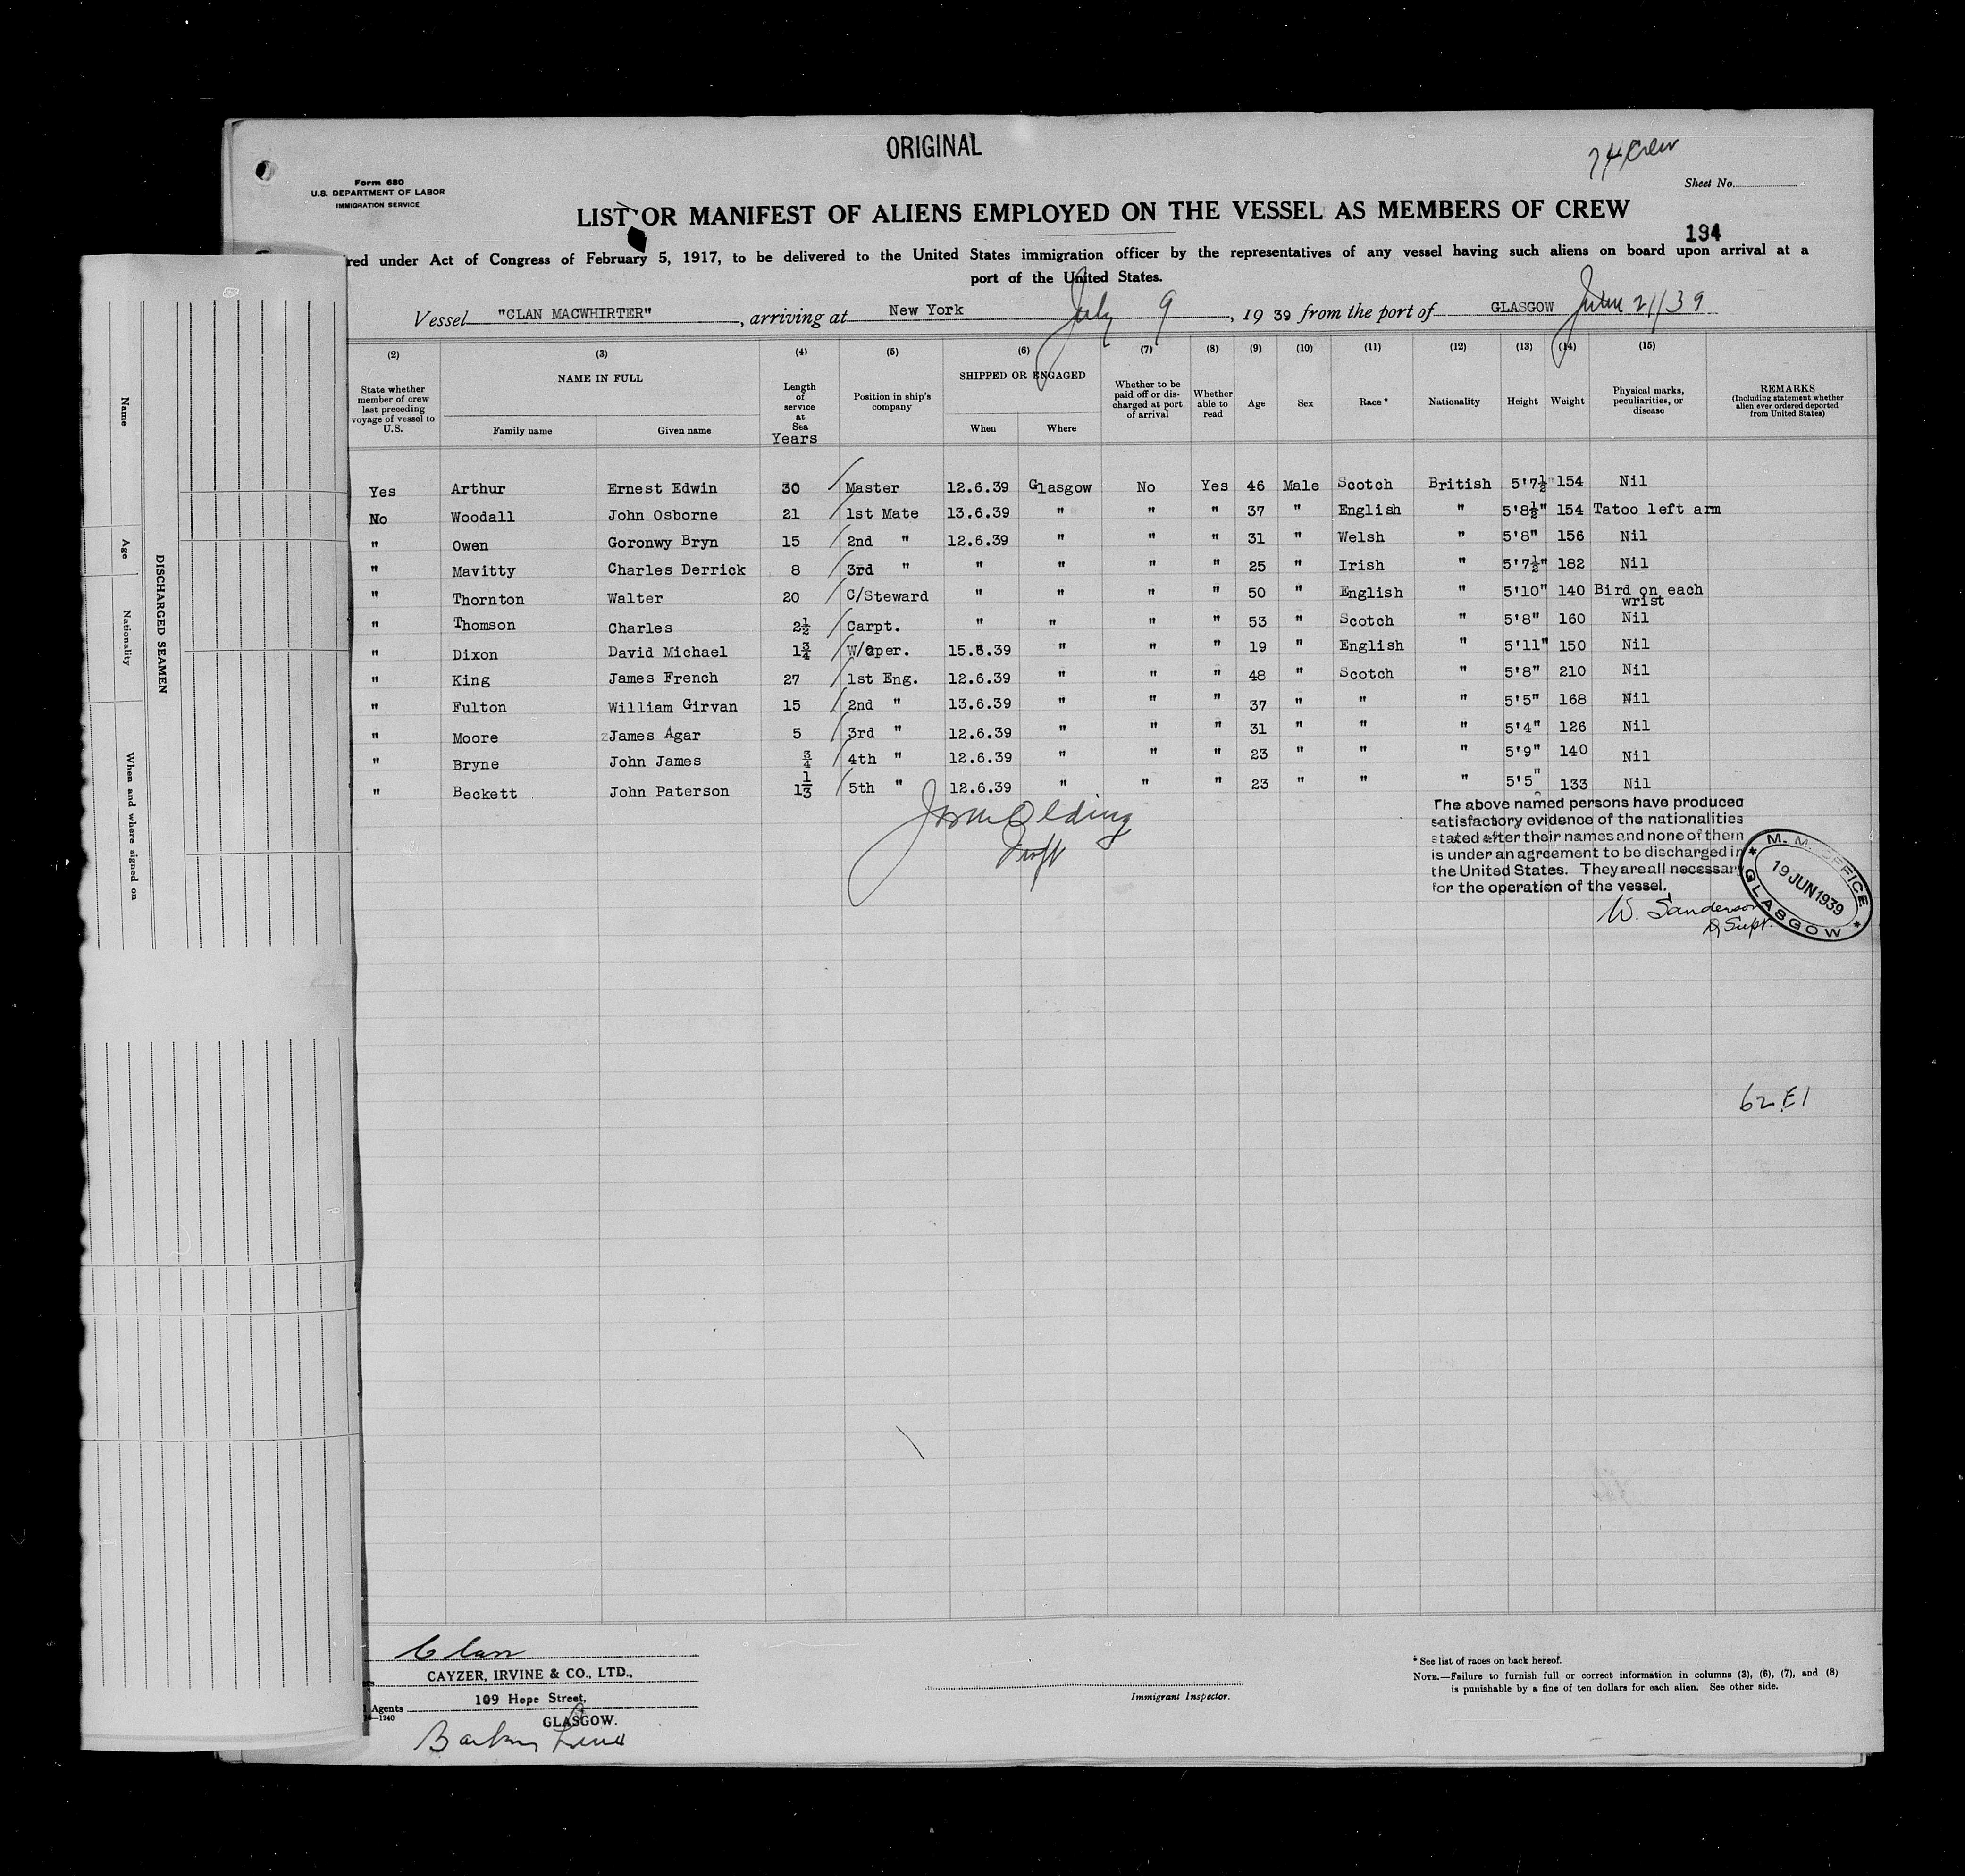 ORIGINAL
74 Crew
Form 680
U.S. DEPARTMENT OF LABOR
IMMIGRATION SERVICE
Sheet No.
LIST OR MANIFEST OF ALIENS EMPLOYED ON THE VESSEL AS MEMBERS OF CREW
194
red under Act of Congress of February 5, 1917, to be delivered to the United States immigration officer by the representatives of any vessel having such aliens on board upon arrival at a
port of the United States.
Vessel "CLAN MACWHIRTER", arriving at New York July 9, 1939 from the port of GLASGOW June 21/39
(2) (3) (4) (5) (6) (7) (8) (9) (10) (11) (12) (13) (14) (15)
State whether member of crew last preceding voyage of vessel to U.S.
NAME IN FULL
Family name
Given name
Length of service at Sea
Years
Position in ship's company
SHIPPED OR ENGAGED
When
Where
Whether to be paid off or discharged at port of arrival
Whether able to read
Age
Sex
Race *
Nationality
Height
Weight
Physical marks, peculiarities, or disease
REMARKS
(Including statement whether alien ever ordered deported from United States)
Yes Arthur Ernest Edwin 30 Master 12.6.39 Glasgow No Yes 46 Male Scotch British 5'7½" 154 Nil
No Woodall John Osborne 21 1st Mate 13.6.39 " " " 37 " English " 5'8½" 154 Tatoo left arm
" Owen Goronwy Bryn 15 2nd " 12.6.39 " " " 31 " Welsh " 5'8" 156 Nil
" Mavitty Charles Derrick 8 3rd " " " " " 25 " Irish " 5'7½" 182 Nil
" Thornton Walter 20 C/Steward " " " " 50 " English " 5'10" 140 Bird on each wrist
" Thomson Charles 2½ Carpt. " " " " 53 " Scotch " 5'8" 160 Nil
" Dixon David Michael 1¾ W/Oper. 15.6.39 " " " 19 " English " 5'11" 150 Nil
" King James French 27 1st Eng. 12.6.39 " " " 48 " Scotch " 5'8" 210 Nil
" Fulton William Girvan 15 2nd " 13.6.39 " " " 37 " " " 5'5" 168 Nil
" Moore James Agar 5 3rd " 12.6.39 " " " 31 " " " 5'4" 126 Nil
" Bryne John James ¾ 4th " 12.6.39 " " " 23 " " " 5'9" 140 Nil
" Beckett John Paterson 1⅓ 5th " 12.6.39 " " " 23 " " " 5'5" 133 Nil
The above named persons have produced
satisfactory evidence of the nationalities
stated after their names and none of them
is under an agreement to be discharged in
the United States. They are all necessary
for the operation of the vessel.
W. Sanderson
D/Supt.
M. M. OFFICE
19 JUN 1939
GLASGOW
62 E1
Name
Age
Nationality
When and where signed on
DISCHARGED SEAMEN
Clan
CAYZER, IRVINE & CO., LTD.,
109 Hope Street,
Agents
—1240
GLASGOW.
Immigrant Inspector.
* See list of races on back hereof.
NOTE.—Failure to furnish full or correct information in columns (3), (6), (7), and (8)
is punishable by a fine of ten dollars for each alien. See other side.